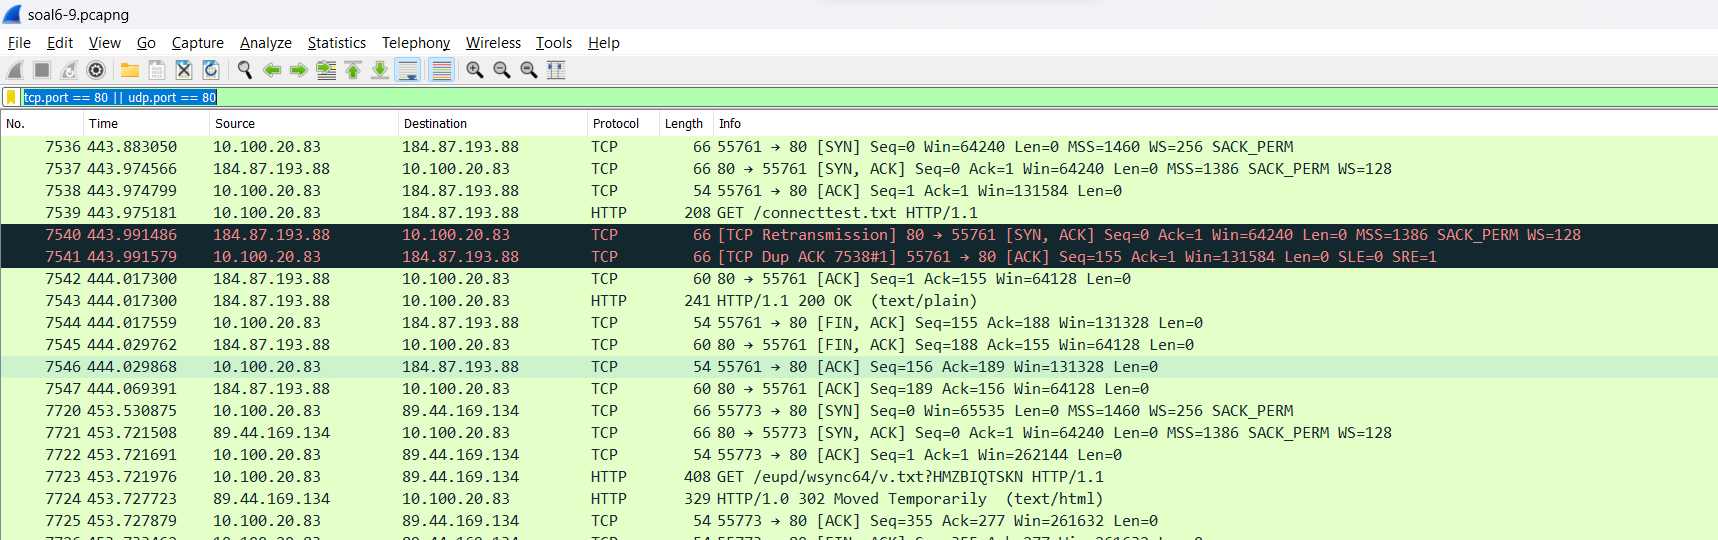 soal6-9.pcapng
File Edit View Go Capture Analyze Statistics Telephony Wireless Tools Help
tcp.port == 80 || udp.port == 80
No. Time Source Destination Protocol Length Info
7536 443.883050 10.100.20.83 184.87.193.88 TCP 66 55761 → 80 [SYN] Seq=0 Win=64240 Len=0 MSS=1460 WS=256 SACK_PERM
7537 443.974566 184.87.193.88 10.100.20.83 TCP 66 80 → 55761 [SYN, ACK] Seq=0 Ack=1 Win=64240 Len=0 MSS=1386 SACK_PERM WS=128
7538 443.974799 10.100.20.83 184.87.193.88 TCP 54 55761 → 80 [ACK] Seq=1 Ack=1 Win=131584 Len=0
7539 443.975181 10.100.20.83 184.87.193.88 HTTP 208 GET /connecttest.txt HTTP/1.1
7540 443.991486 184.87.193.88 10.100.20.83 TCP 66 [TCP Retransmission] 80 → 55761 [SYN, ACK] Seq=0 Ack=1 Win=64240 Len=0 MSS=1386 SACK_PERM WS=128
7541 443.991579 10.100.20.83 184.87.193.88 TCP 66 [TCP Dup ACK 7538#1] 55761 → 80 [ACK] Seq=155 Ack=1 Win=131584 Len=0 SLE=0 SRE=1
7542 444.017300 184.87.193.88 10.100.20.83 TCP 60 80 → 55761 [ACK] Seq=1 Ack=155 Win=64128 Len=0
7543 444.017300 184.87.193.88 10.100.20.83 HTTP 241 HTTP/1.1 200 OK (text/plain)
7544 444.017559 10.100.20.83 184.87.193.88 TCP 54 55761 → 80 [FIN, ACK] Seq=155 Ack=188 Win=131328 Len=0
7545 444.029762 184.87.193.88 10.100.20.83 TCP 60 80 → 55761 [FIN, ACK] Seq=188 Ack=155 Win=64128 Len=0
7546 444.029868 10.100.20.83 184.87.193.88 TCP 54 55761 → 80 [ACK] Seq=156 Ack=189 Win=131328 Len=0
7547 444.069391 184.87.193.88 10.100.20.83 TCP 60 80 → 55761 [ACK] Seq=189 Ack=156 Win=64128 Len=0
7720 453.530875 10.100.20.83 89.44.169.134 TCP 66 55773 → 80 [SYN] Seq=0 Win=65535 Len=0 MSS=1460 WS=256 SACK_PERM
7721 453.721508 89.44.169.134 10.100.20.83 TCP 66 80 → 55773 [SYN, ACK] Seq=0 Ack=1 Win=64240 Len=0 MSS=1386 SACK_PERM WS=128
7722 453.721691 10.100.20.83 89.44.169.134 TCP 54 55773 → 80 [ACK] Seq=1 Ack=1 Win=262144 Len=0
7723 453.721976 10.100.20.83 89.44.169.134 HTTP 408 GET /eupd/wsync64/v.txt?HMZBIQTSKN HTTP/1.1
7724 453.727723 89.44.169.134 10.100.20.83 HTTP 329 HTTP/1.0 302 Moved Temporarily (text/html)
7725 453.727879 10.100.20.83 89.44.169.134 TCP 54 55773 → 80 [ACK] Seq=355 Ack=277 Win=261632 Len=0